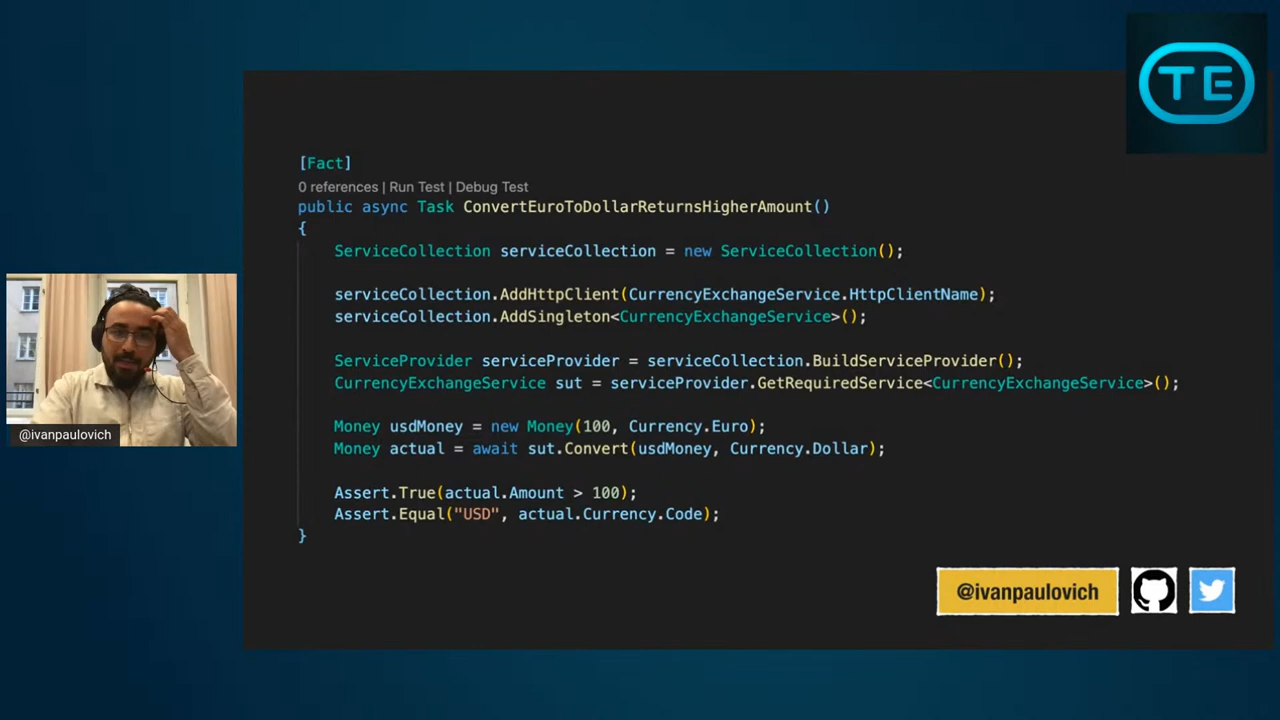 TE
[Fact]
0 references | Run Test | Debug Test
public async Task ConvertEuroToDollarReturnsHigherAmount()
{
ServiceCollection serviceCollection = new ServiceCollection();
serviceCollection.AddHttpClient(CurrencyExchangeService.HttpClientName);
serviceCollection.AddSingleton<CurrencyExchangeService>();
ServiceProvider serviceProvider = serviceCollection.BuildServiceProvider();
CurrencyExchangeService sut = serviceProvider.GetRequiredService<CurrencyExchangeService>();
Money usdMoney = new Money(100, Currency.Euro);
Money actual = await sut.Convert(usdMoney, Currency.Dollar);
Assert.True(actual.Amount > 100);
Assert.Equal("USD", actual.Currency.Code);
}
@ivanpaulovich
@ivanpaulovich